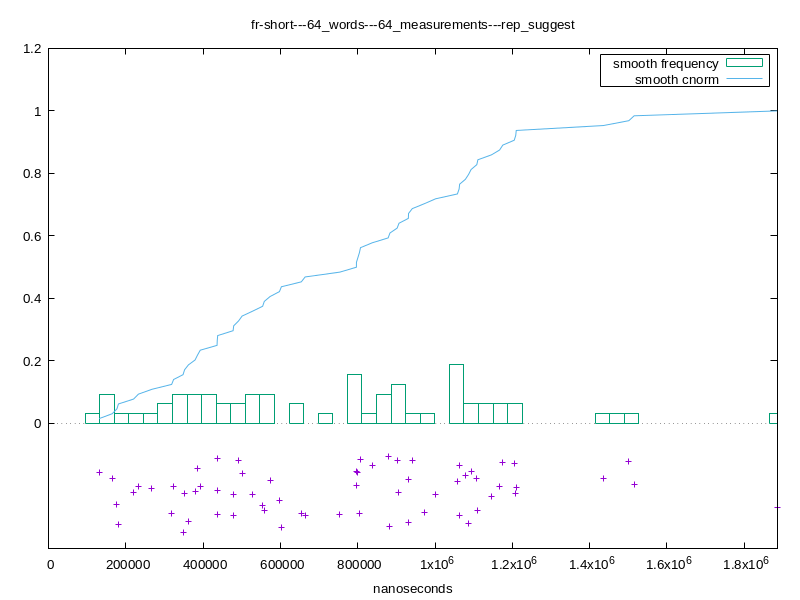 fr-short---64_words---64_measurements---rep_suggest
1.2
smooth frequency
smooth cnorm
1
0.8
0.6
0.4
0.2
0
0 200000 400000 600000 800000 1x10^6 1.2x10^6 1.4x10^6 1.6x10^6 1.8x10^6
nanoseconds